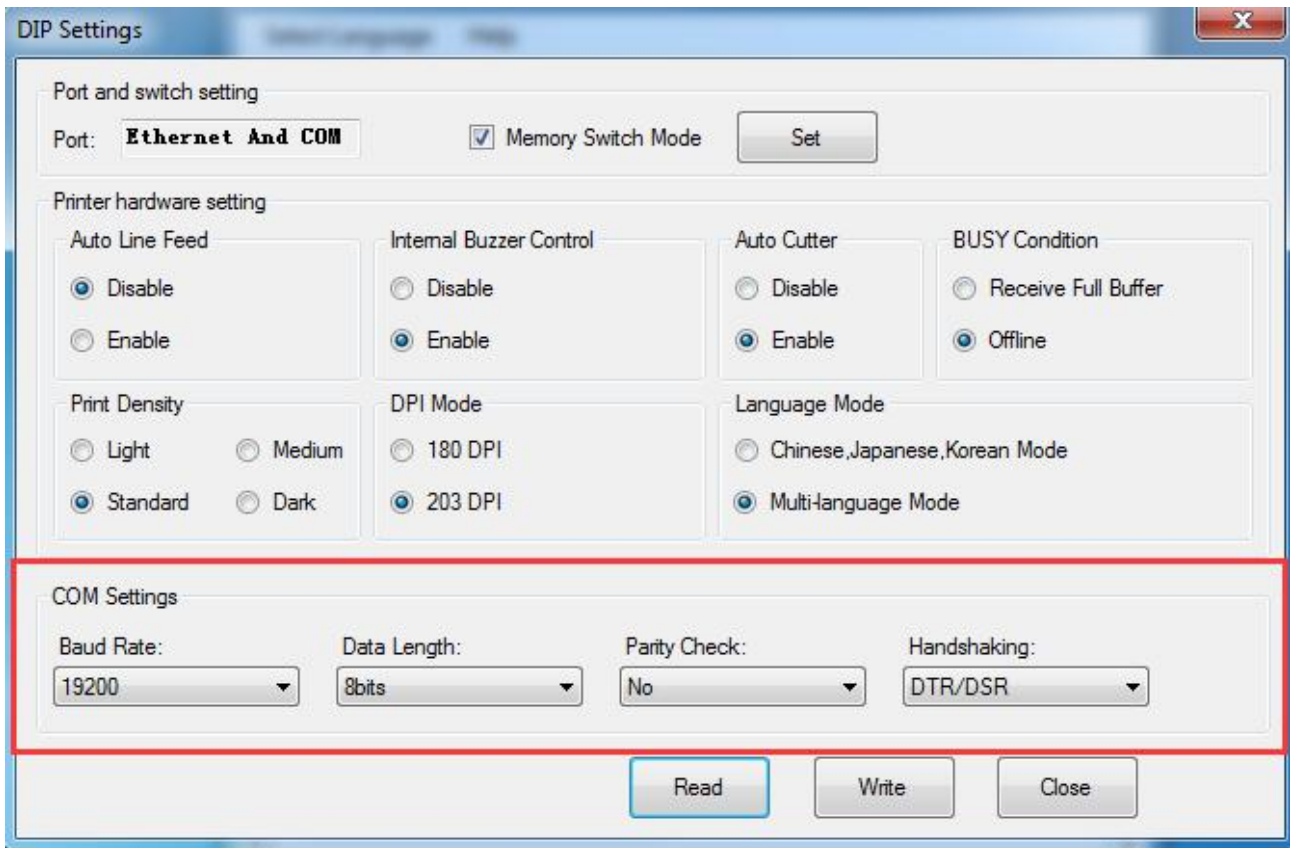 DIP Settings
Select Language Help
Port and switch setting
Port: Ethernet And COM Memory Switch Mode Set
Printer hardware setting
Auto Line Feed Internal Buzzer Control Auto Cutter BUSY Condition
Disable Disable Disable Receive Full Buffer
Enable Enable Enable Offline
Print Density DPI Mode Language Mode
Light Medium 180 DPI Chinese,Japanese,Korean Mode
Standard Dark 203 DPI Multi-language Mode
COM Settings
Baud Rate: Data Length: Parity Check: Handshaking:
19200 8bits No DTR/DSR
Read Write Close